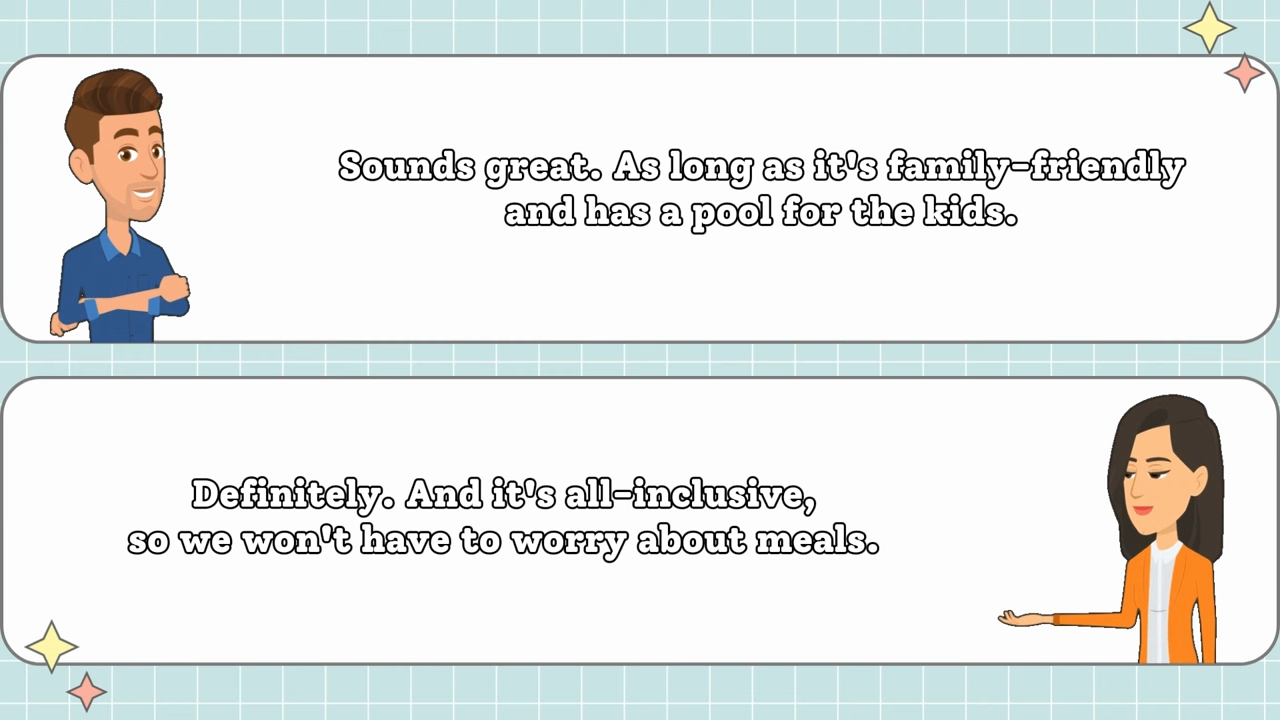 Sounds great. As long as it's family-friendly
and has a pool for the kids.
Definitely. And it's all-inclusive,
so we won't have to worry about meals.